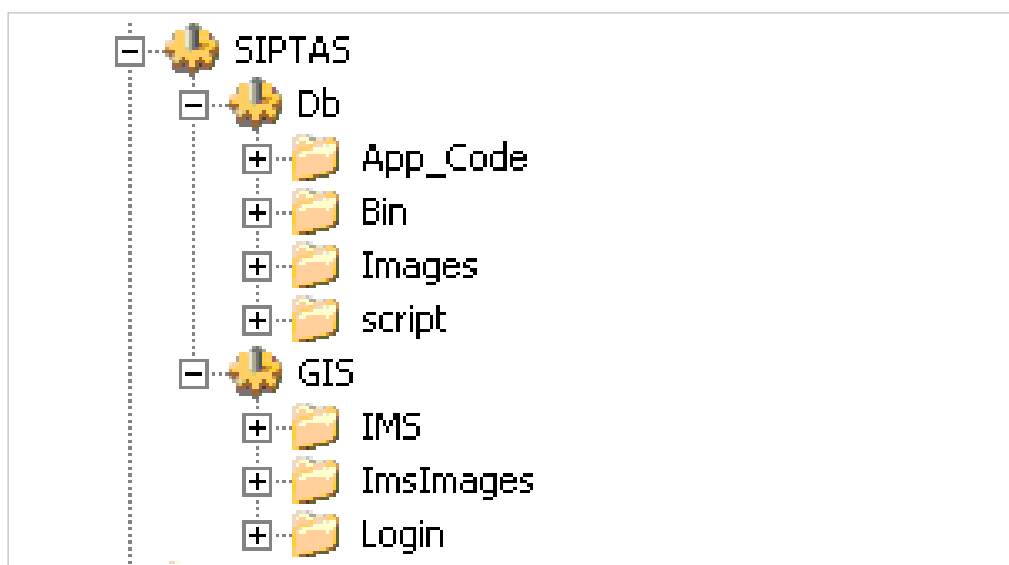 SIPTAS
Db
App_Code
Bin
Images
script
GIS
IMS
ImsImages
Login